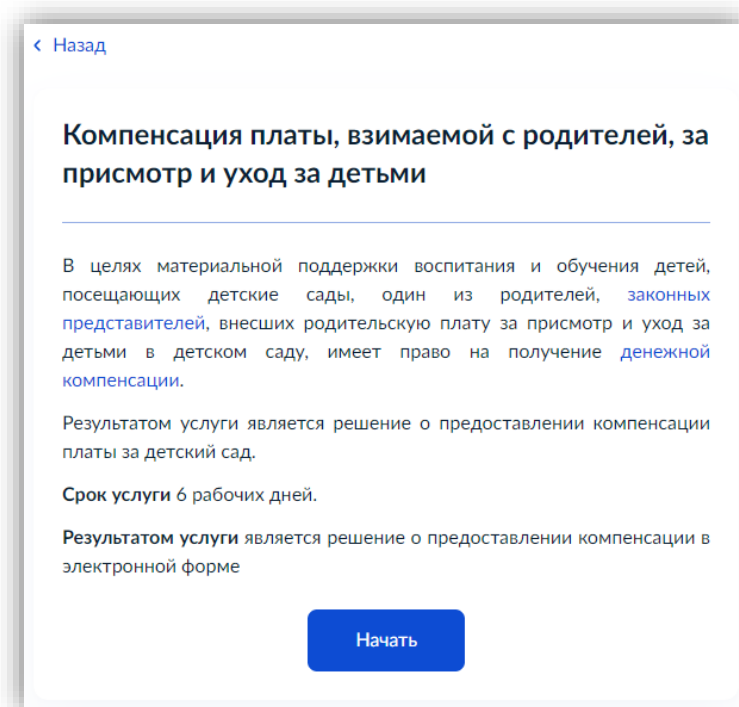 Назад
Компенсация платы, взимаемой с родителей, за
присмотр и уход за детьми
В целях материальной поддержки воспитания и обучения детей,
посещающих детские сады, один из родителей, законных
представителей, внесших родительскую плату за присмотр и уход за
детьми в детском саду, имеет право на получение денежной
компенсации.
Результатом услуги является решение о предоставлении компенсации
платы за детский сад.
Срок услуги 6 рабочих дней.
Результатом услуги является решение о предоставлении компенсации в
электронной форме
Начать